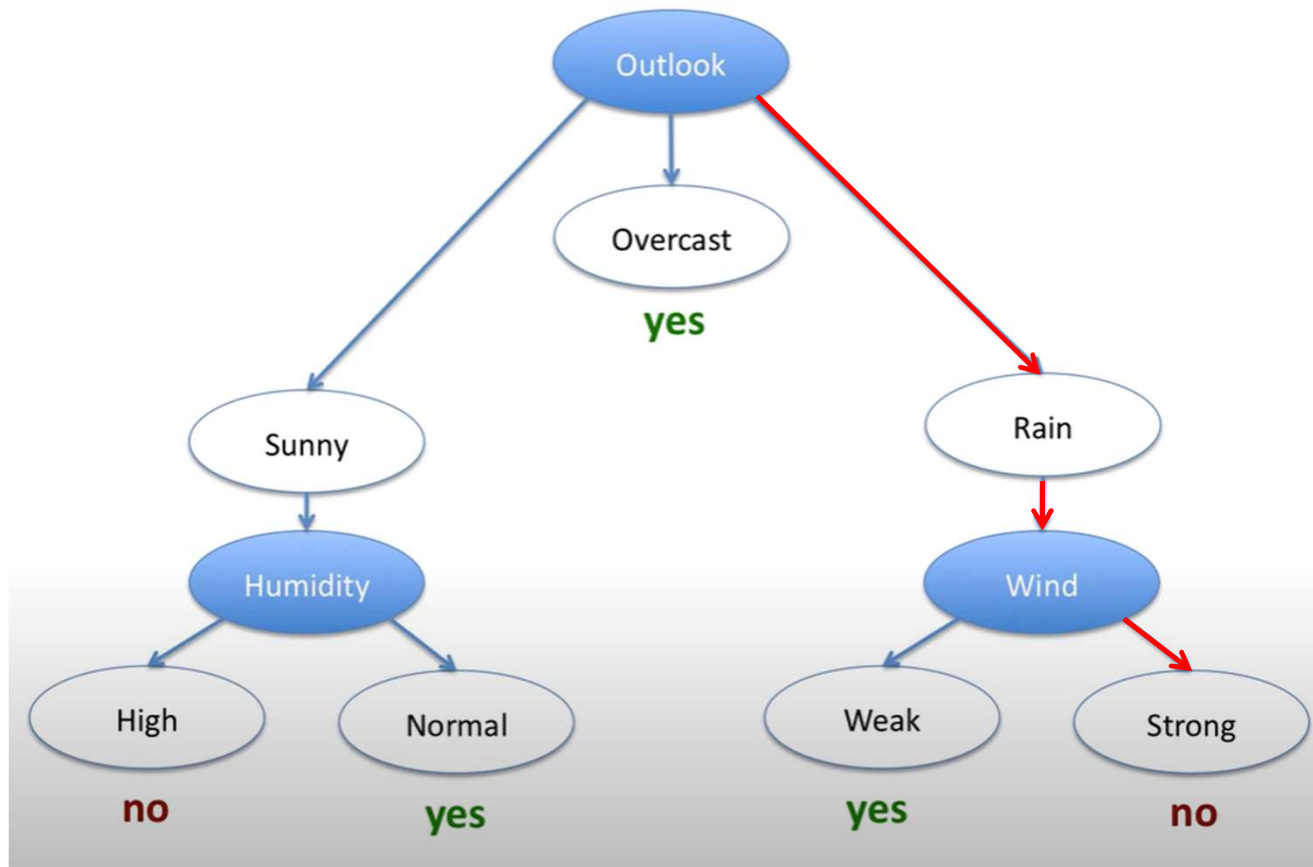 Outlook
Overcast
yes
Sunny
Rain
Humidity
Wind
High
Normal
Weak
Strong
no
yes
yes
no